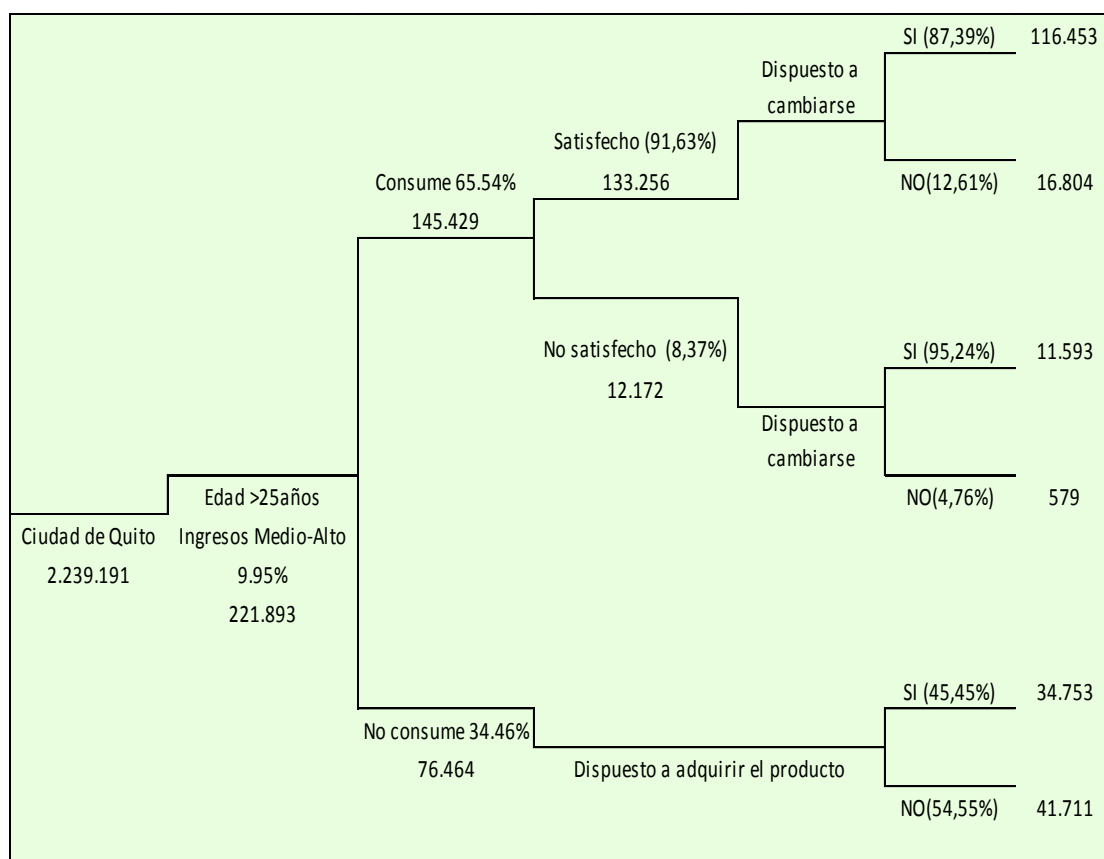 SI (87,39%) 116.453
Dispuesto a
cambiarse
Satisfecho (91,63%)
133.256
NO(12,61%) 16.804
Consume 65.54%
145.429
No satisfecho (8,37%)
12.172
SI (95,24%) 11.593
Dispuesto a
cambiarse
NO(4,76%) 579
Edad >25años
Ciudad de Quito Ingresos Medio-Alto
2.239.191 9.95%
221.893
SI (45,45%) 34.753
No consume 34.46%
76.464 Dispuesto a adquirir el producto
NO(54,55%) 41.711